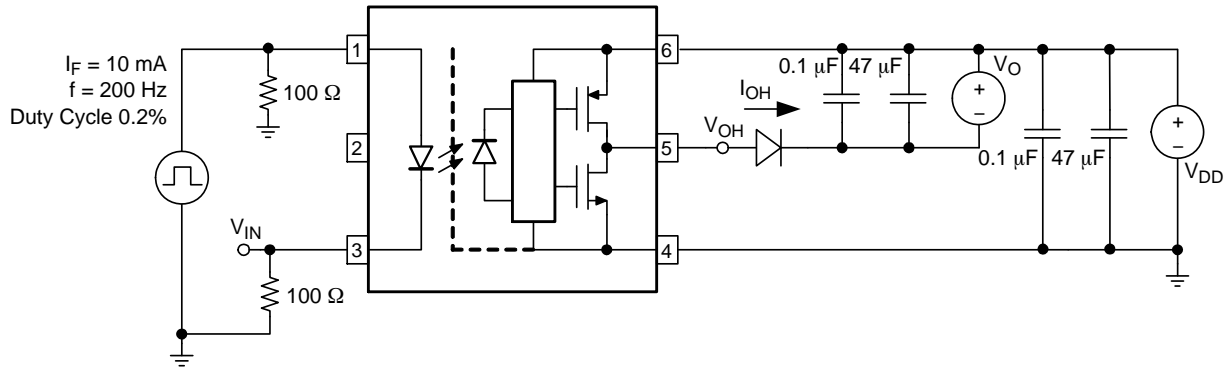 I_F = 10 mA
f = 200 Hz
Duty Cycle 0.2%
100 Ω
V_IN
100 Ω
1
2
3
6
5
4
0.1 μF 47 μF
V_O
+
−
I_OH
V_OH
0.1 μF 47 μF
+
−
V_DD